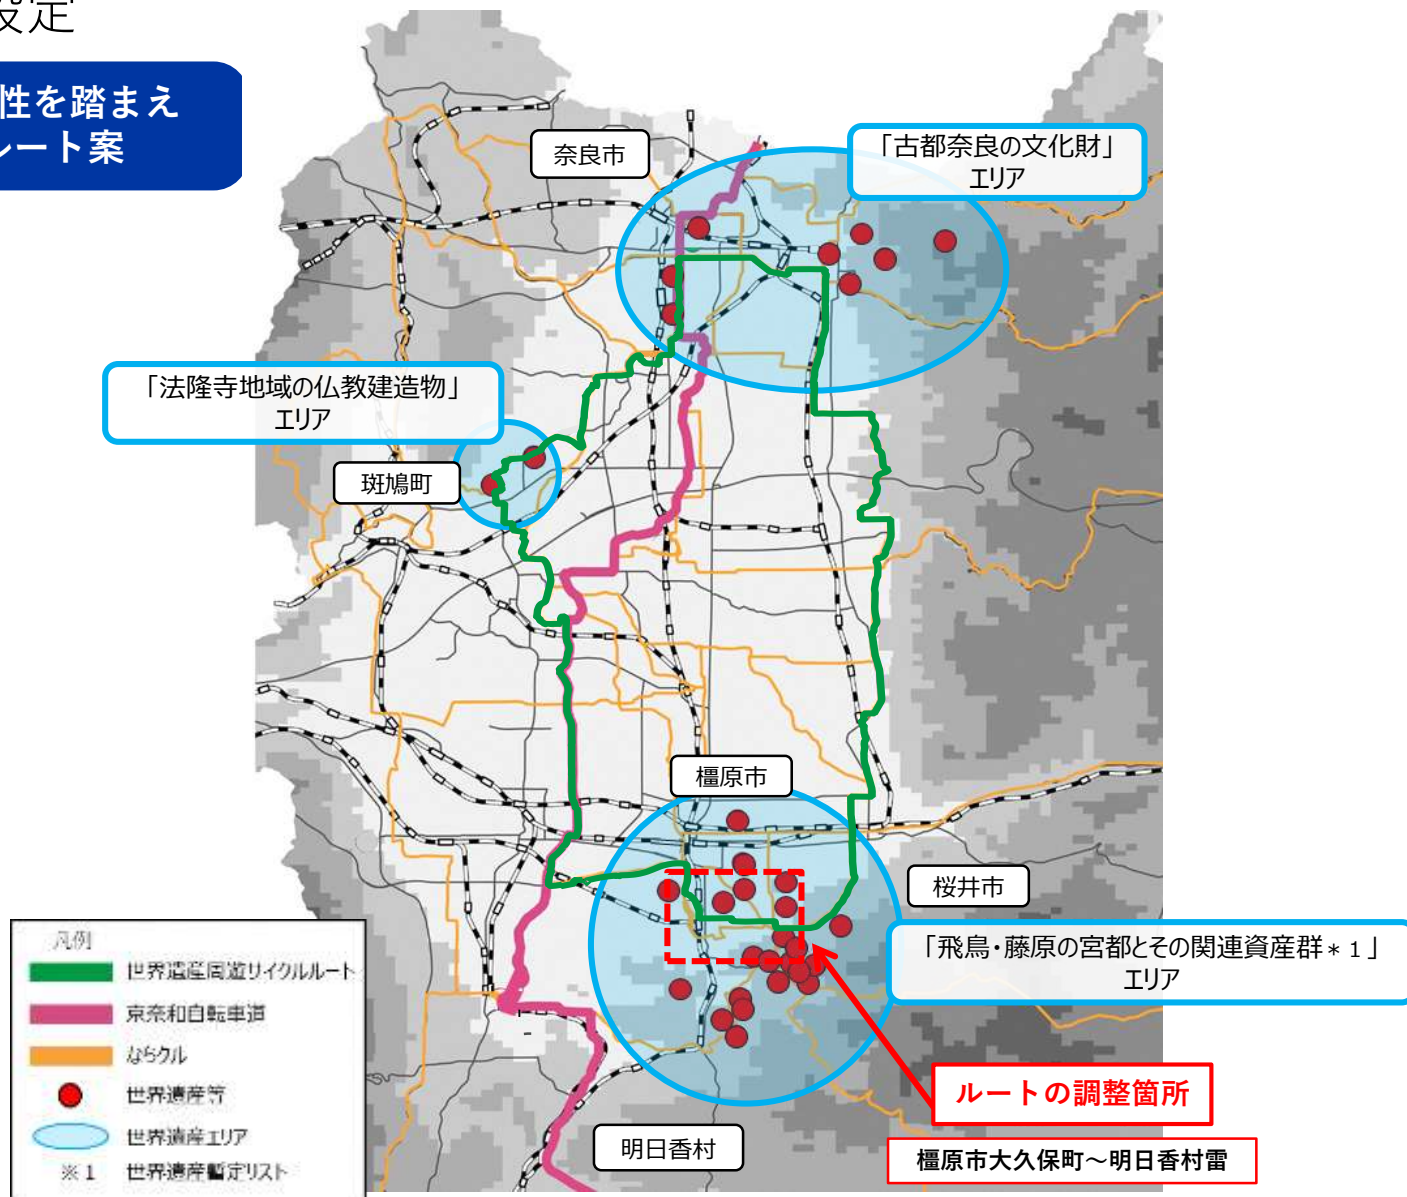 設定
性を踏まえ
ルート案
奈良市
「古都奈良の文化財」
エリア
「法隆寺地域の仏教建造物」
エリア
斑鳩町
橿原市
桜井市
「飛鳥・藤原の宮都とその関連資産群＊1」
エリア
ルートの調整箇所
橿原市大久保町～明日香村雷
明日香村
凡例
世界遺産周遊サイクルルート
京奈和自転車道
ならクル
世界遺産等
世界遺産エリア
※1 世界遺産暫定リスト